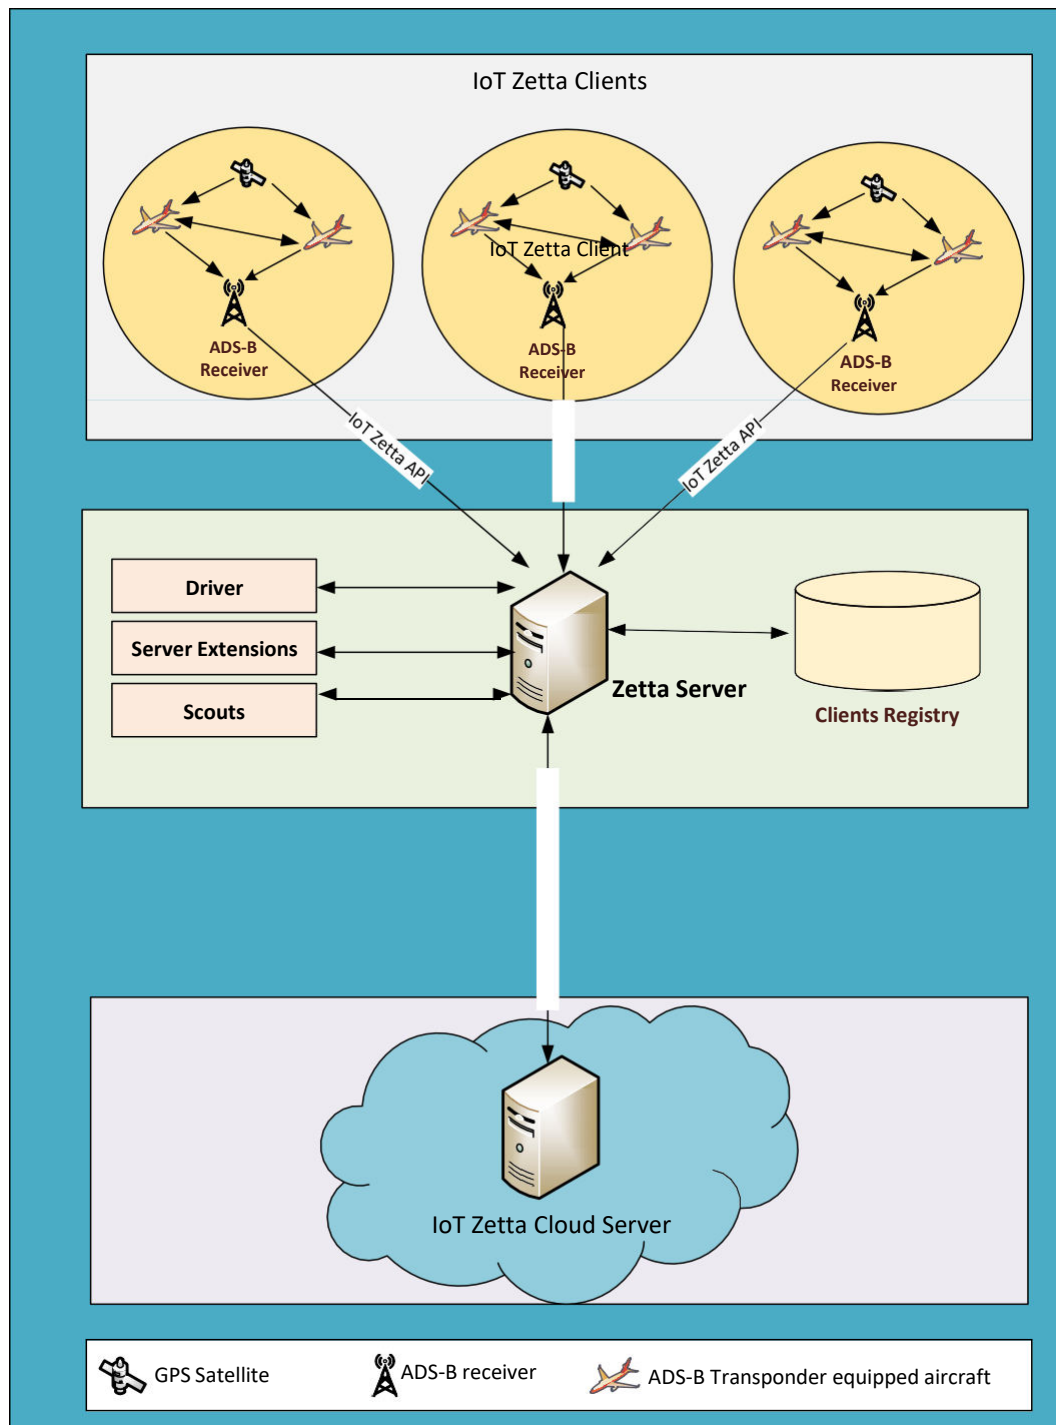 IoT Zetta Clients
IoT Zetta Client
ADS-B
Receiver
ADS-B
Receiver
ADS-B
Receiver
IoT Zetta API
IoT Zetta API
Driver
Server Extensions
Scouts
Zetta Server
Clients Registry
IoT Zetta Cloud Server
GPS Satellite
ADS-B receiver
ADS-B Transponder equipped aircraft